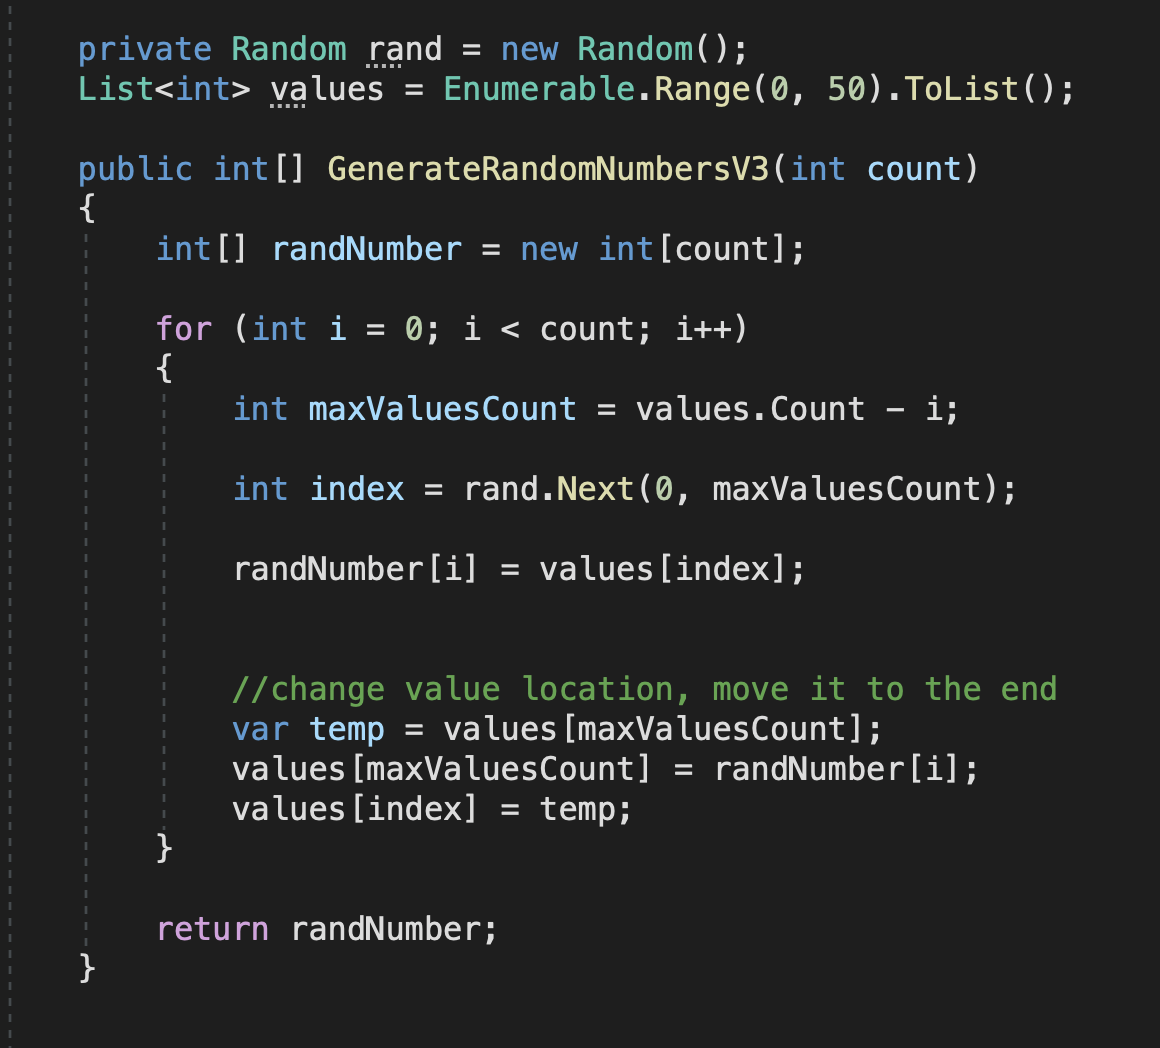 private Random rand = new Random();
List<int> values = Enumerable.Range(0, 50).ToList();
public int[] GenerateRandomNumbersV3(int count)
{
int[] randNumber = new int[count];
for (int i = 0; i < count; i++)
{
int maxValuesCount = values.Count - i;
int index = rand.Next(0, maxValuesCount);
randNumber[i] = values[index];
//change value location, move it to the end
var temp = values[maxValuesCount];
values[maxValuesCount] = randNumber[i];
values[index] = temp;
}
return randNumber;
}